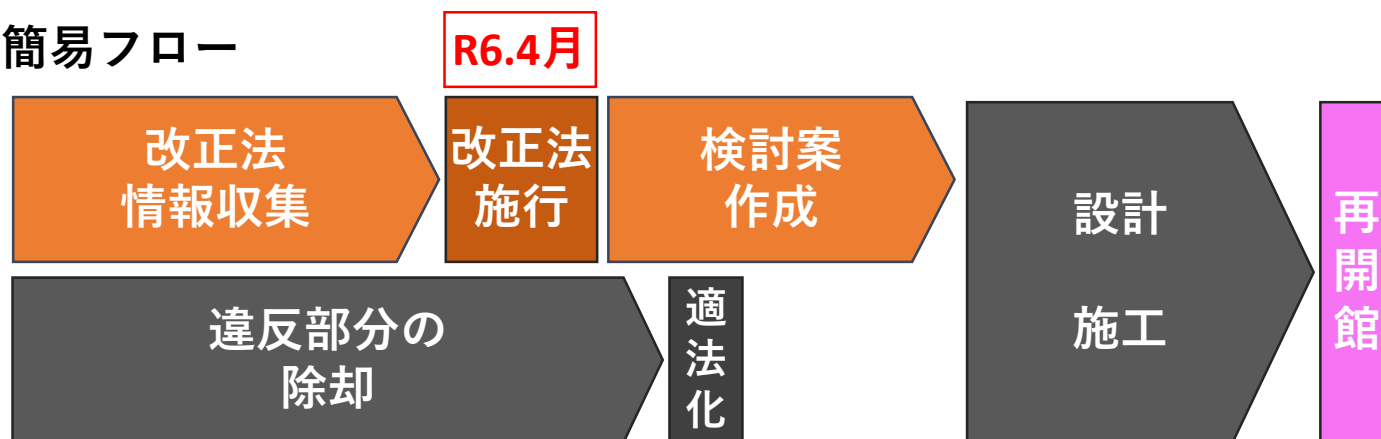 簡易フロー
R6.4月
改正法
情報収集
改正法
施行
検討案
作成
設計
施工
再開館
違反部分の
除却
適法化